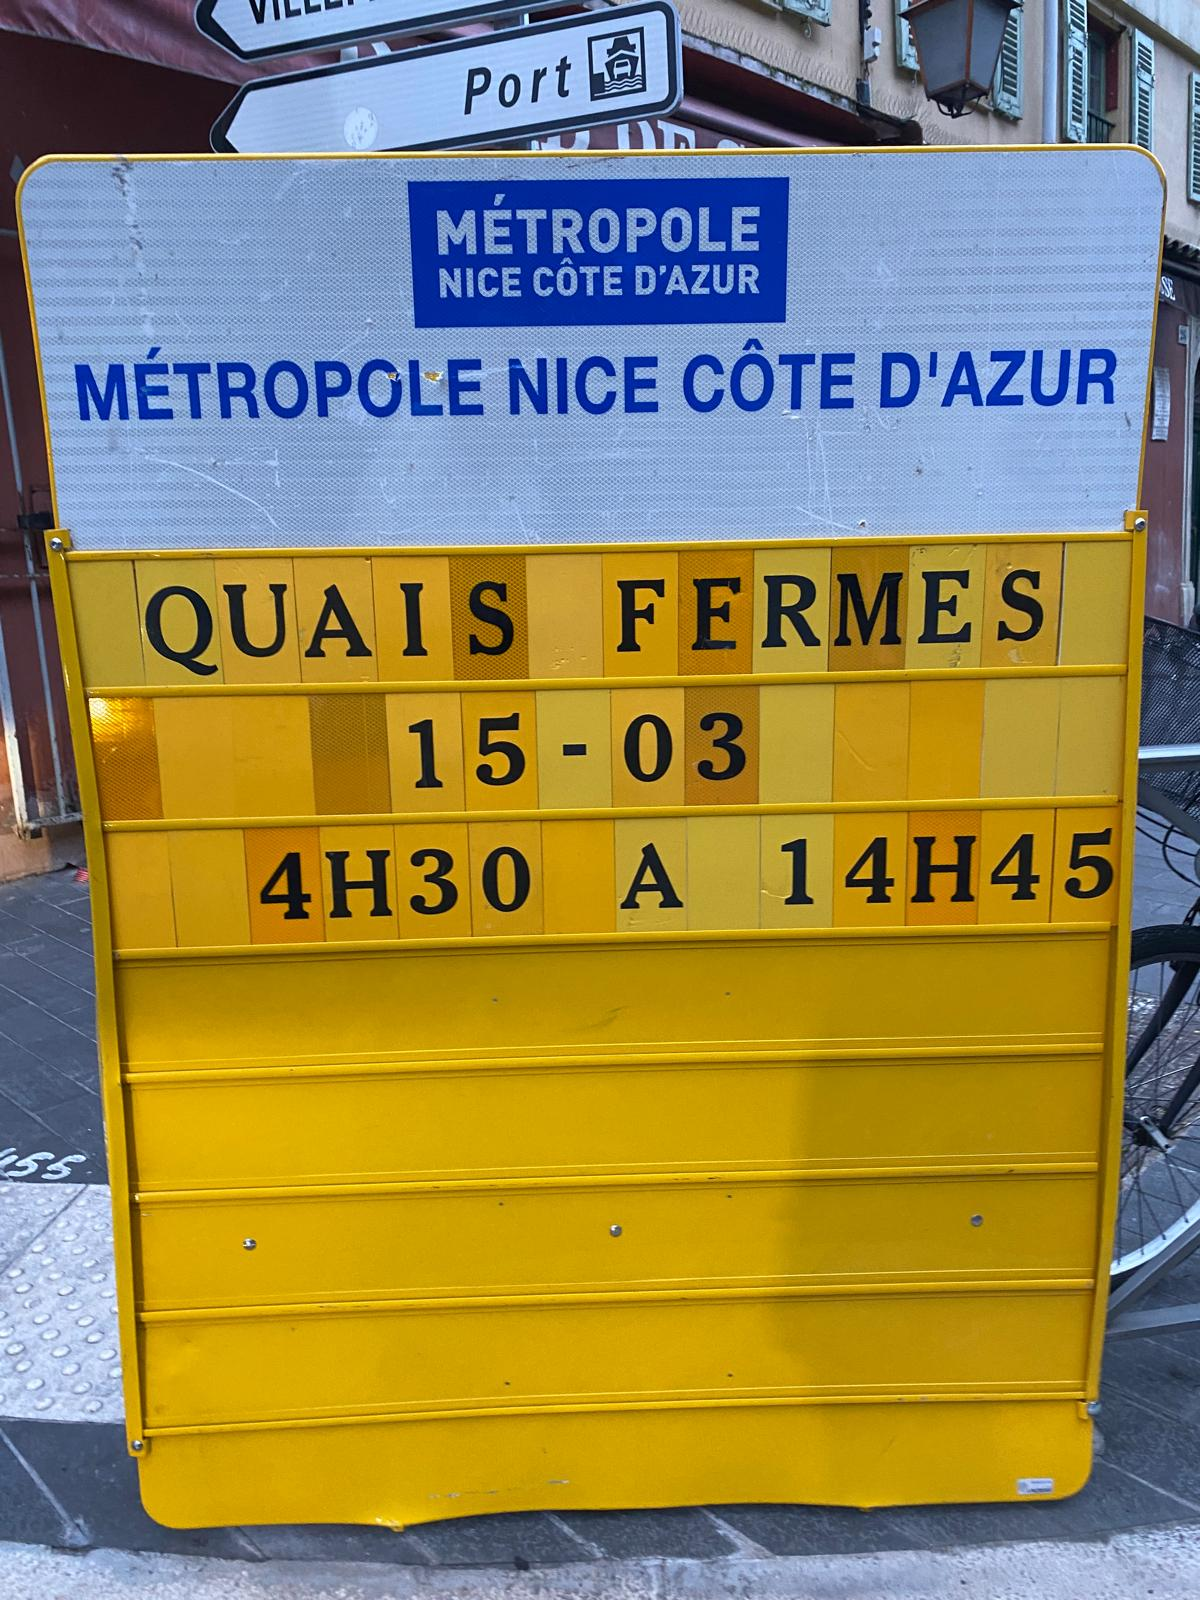 Port
MÉTROPOLE
NICE CÔTE D'AZUR
MÉTROPOLE NICE CÔTE D'AZUR
QUAIS FERMES
15-03
4H30 A 14H45